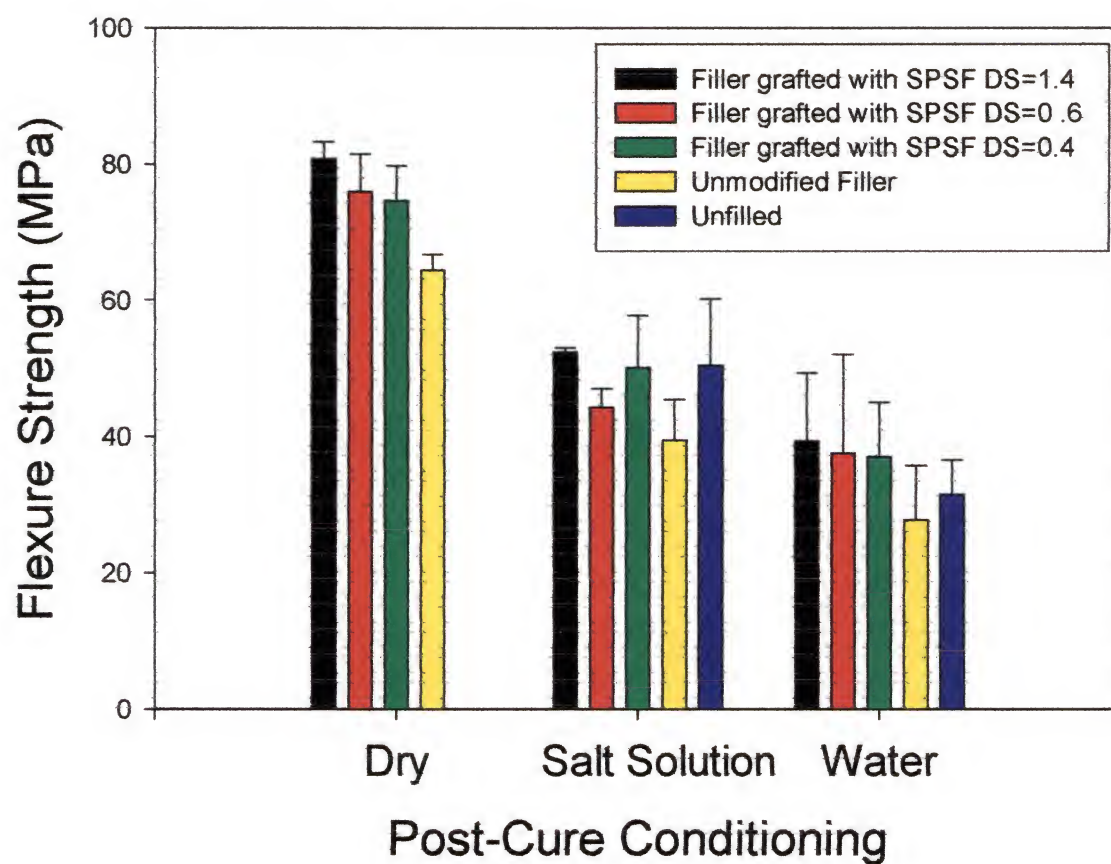 Flexure Strength (MPa)
100
80
60
40
20
0
Filler grafted with SPSF DS=1.4
Filler grafted with SPSF DS=0 .6
Filler grafted with SPSF DS=0.4
Unmodified Filler
Unfilled
Dry
Salt Solution
Water
Post-Cure Conditioning